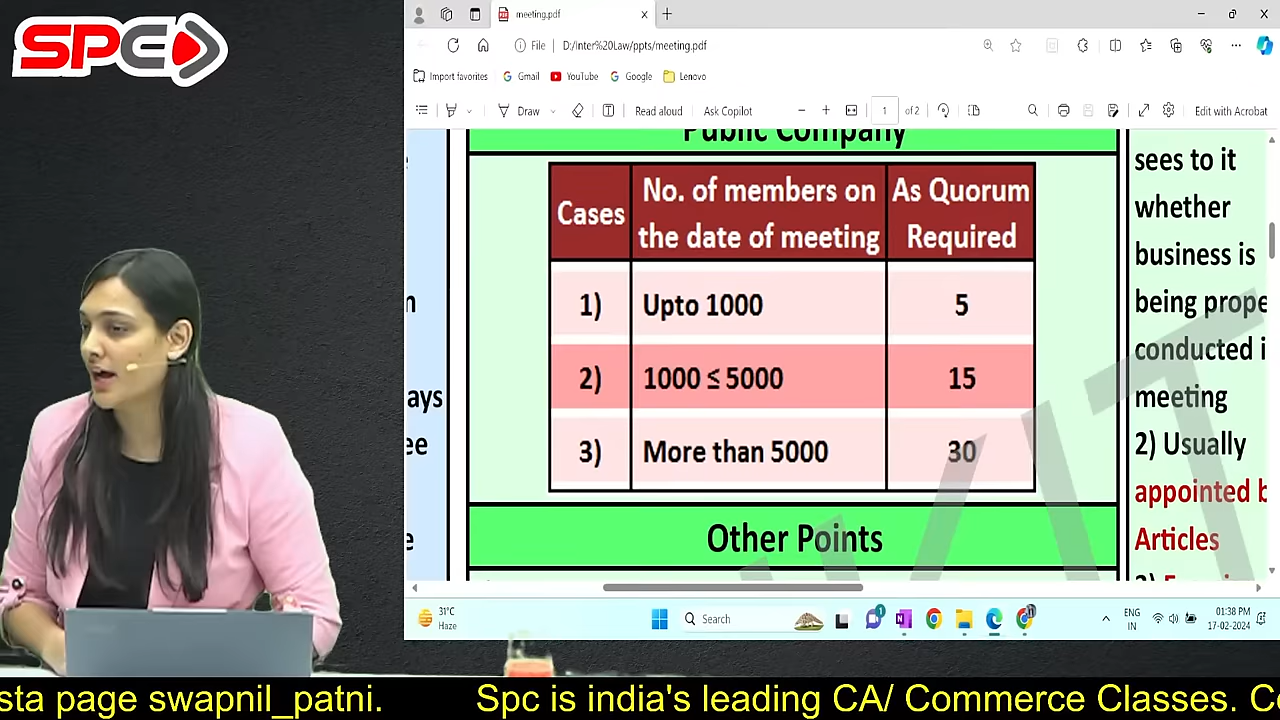 SPC
meeting.pdf
File
D:/Inter%20Law/ppts/meeting.pdf
Import favorites
Gmail
YouTube
Google
Lenovo
Draw
Read aloud
Ask Copilot
1
of 2
Edit with Acrobat
Public Company
Cases
No. of members on
the date of meeting
As Quorum
Required
1)
Upto 1000
5
2)
1000 ≤ 5000
15
3)
More than 5000
30
Other Points
ays
ee
e
sees to it
whether
business is
being prope
conducted i
meeting
2) Usually
appointed b
Articles
31°C
Haze
Search
ENG
IN
01:38 PM
17-02-2024
sta page swapnil_patni.
Spc is india's leading CA/ Commerce Classes. C